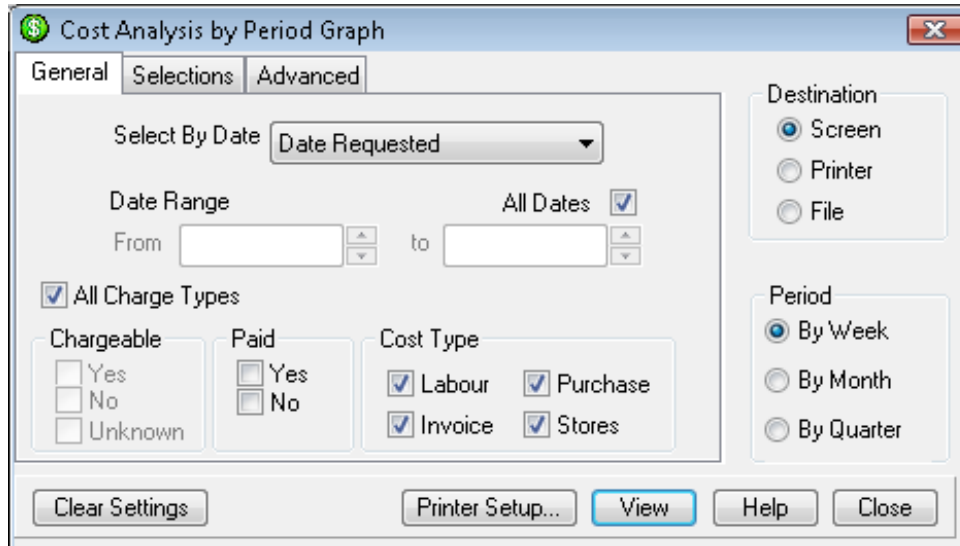 Cost Analysis by Period Graph
General Selections Advanced
Select By Date Date Requested
Date Range All Dates
From to
All Charge Types
Chargeable
Yes
No
Unknown
Paid
Yes
No
Cost Type
Labour Purchase
Invoice Stores
Destination
Screen
Printer
File
Period
By Week
By Month
By Quarter
Clear Settings Printer Setup... View Help Close